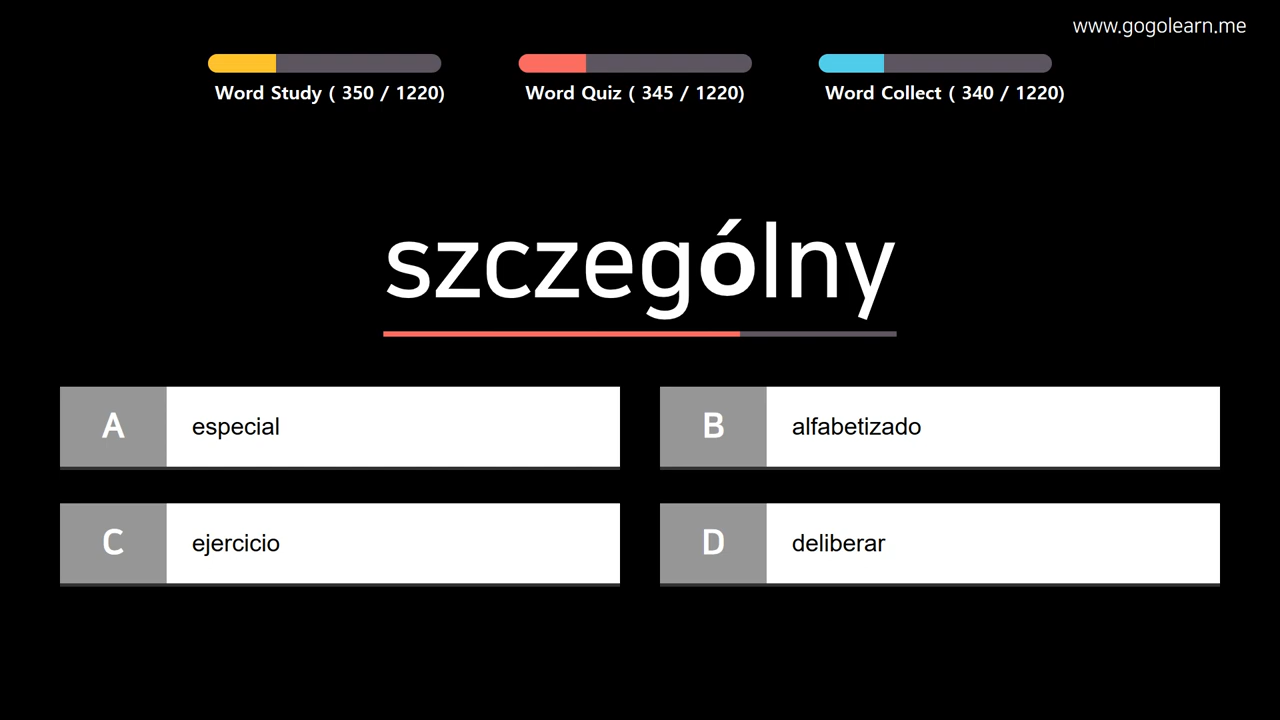 www.gogolearn.me
Word Study ( 350 / 1220)
Word Quiz ( 345 / 1220)
Word Collect ( 340 / 1220)
szczególny
A especial
B alfabetizado
C ejercicio
D deliberar